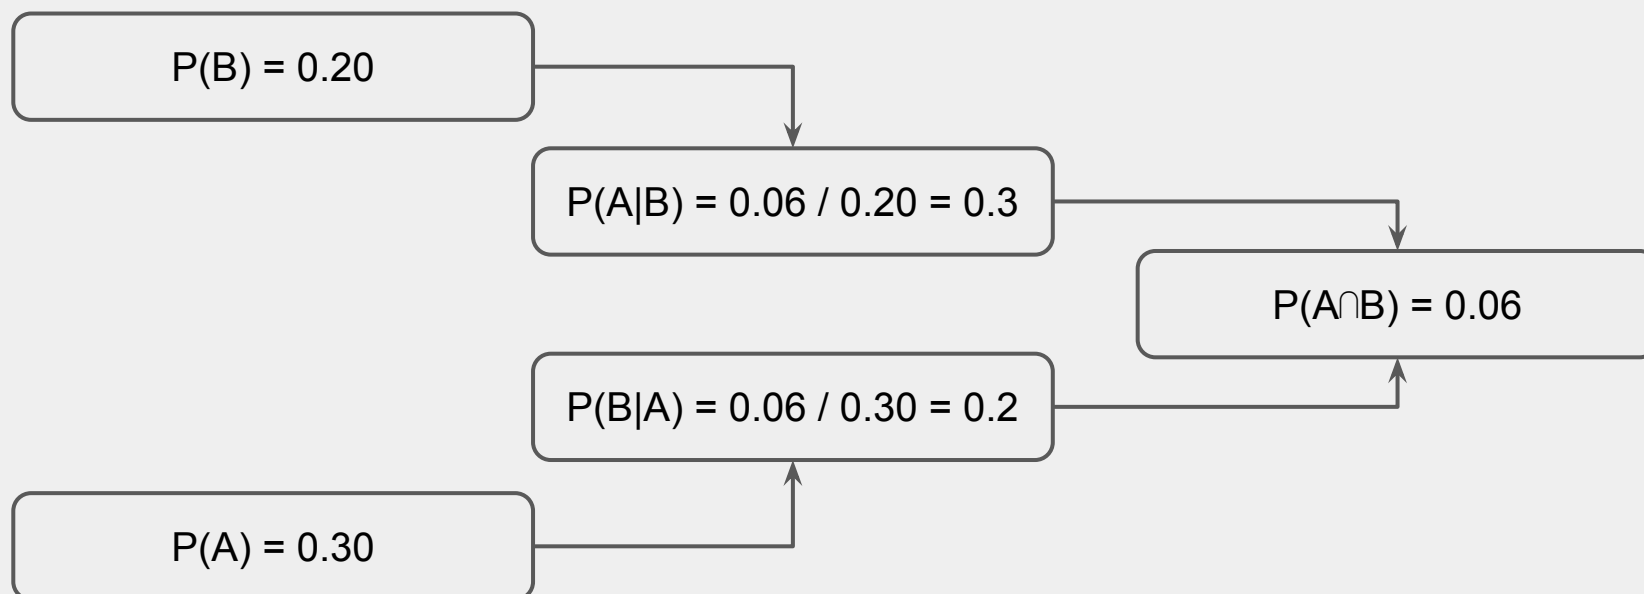 P(B) = 0.20
P(A|B) = 0.06 / 0.20 = 0.3
P(A∩B) = 0.06
P(B|A) = 0.06 / 0.30 = 0.2
P(A) = 0.30